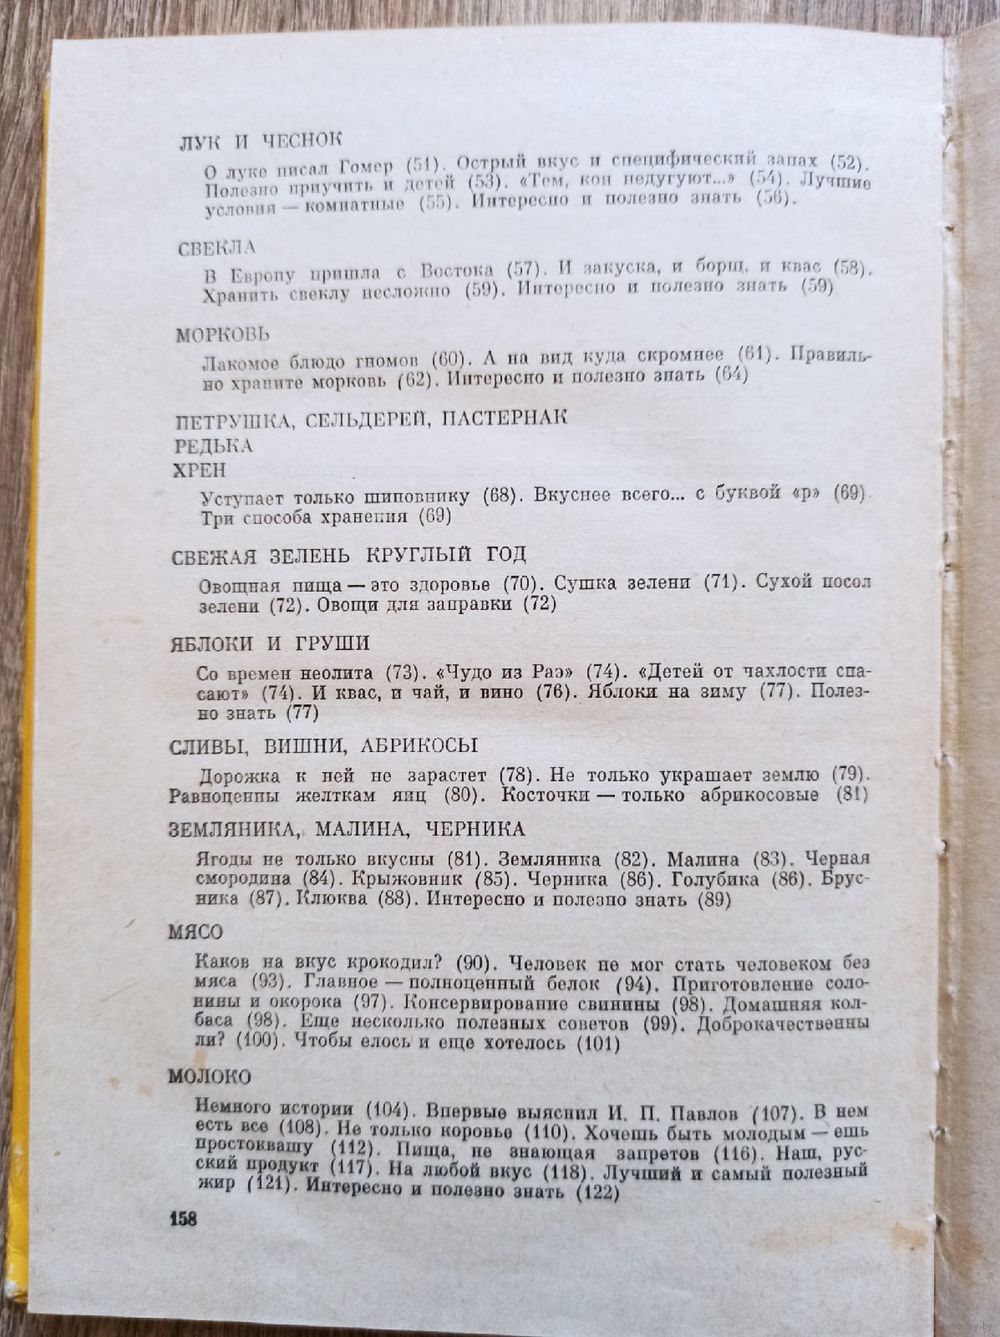 ЛУК И ЧЕСНОК
О луке писал Гомер (51). Острый вкус и специфический запах (52).
Полезно приучить и детей (53). «Тем, кои недугуют...» (54). Лучшие
условия — комнатные (55). Интересно и полезно знать (56).
СВЕКЛА
В Европу пришла с Востока (57). И закуска, и борщ, и квас (58).
Хранить свеклу несложно (59). Интересно и полезно знать (59)
МОРКОВЬ
Лакомое блюдо гномов (60). А на вид куда скромнее (61). Правиль-
но храните морковь (62). Интересно и полезно знать (64)
ПЕТРУШКА, СЕЛЬДЕРЕЙ, ПАСТЕРНАК
РЕДЬКА
ХРЕН
Уступает только шиповнику (68). Вкуснее всего... с буквой «р» (69).
Три способа хранения (69)
СВЕЖАЯ ЗЕЛЕНЬ КРУГЛЫЙ ГОД
Овощная пища — это здоровье (70). Сушка зелени (71). Сухой посол
зелени (72). Овощи для заправки (72)
ЯБЛОКИ И ГРУШИ
Со времен неолита (73). «Чудо из Раэ» (74). «Детей от чахлости спа-
сают» (74). И квас, и чай, и вино (76). Яблоки на зиму (77). Полез-
но знать (77)
СЛИВЫ, ВИШНИ, АБРИКОСЫ
Дорожка к ней не зарастет (78). Не только украшает землю (79).
Равноценны желткам яиц (80). Косточки — только абрикосовые (81)
ЗЕМЛЯНИКА, МАЛИНА, ЧЕРНИКА
Ягоды не только вкусны (81). Земляника (82). Малина (83). Черная
смородина (84). Крыжовник (85). Черника (86). Голубика (86). Брус-
ника (87). Клюква (88). Интересно и полезно знать (89)
МЯСО
Каков на вкус крокодил? (90). Человек не мог стать человеком без
мяса (93). Главное — полноценный белок (94). Приготовление соло-
нины и окорока (97). Консервирование свинины (98). Домашняя кол-
баса (98). Еще несколько полезных советов (99). Доброкачественны
ли? (100). Чтобы елось и еще хотелось (101)
МОЛОКО
Немного истории (104). Впервые выяснил И. П. Павлов (107). В нем
есть все (108). Не только коровье (110). Хочешь быть молодым — ешь
простоквашу (112). Пища, не знающая запретов (116). Наш, рус-
ский продукт (117). На любой вкус (118). Лучший и самый полезный
жир (121). Интересно и полезно знать (122)
158